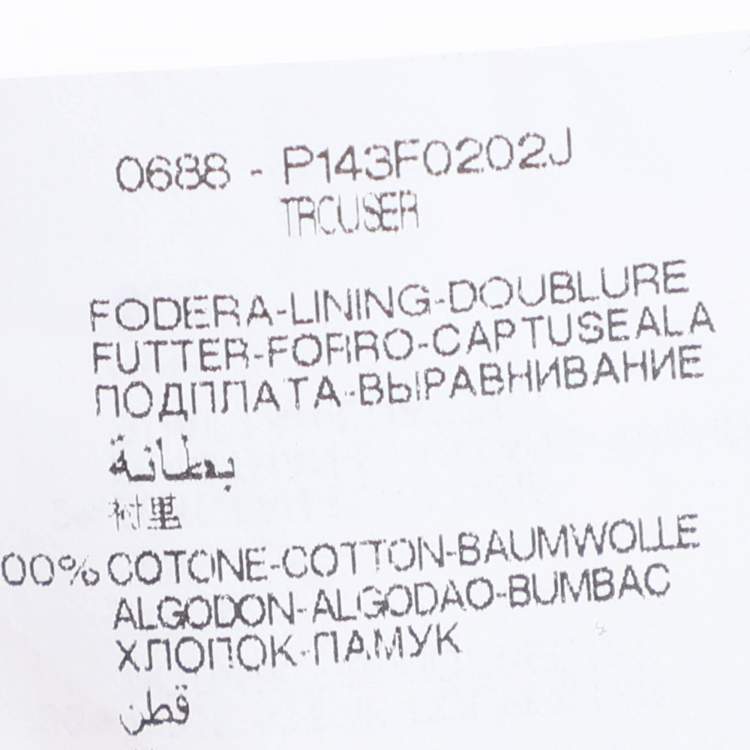 0688 - P143F0202J
TROUSER
FODERA-LINING-DOUBLURE
FUTTER-FORRO-CAPTUSEALA
ПОДПЛАТА-ВЫРАВНИВАНИЕ
بطانة
衬里
00% COTONE-COTTON-BAUMWOLLE
ALGODON-ALGODAO-BUMBAC
ХЛОПОК-ПАМУК
قطن